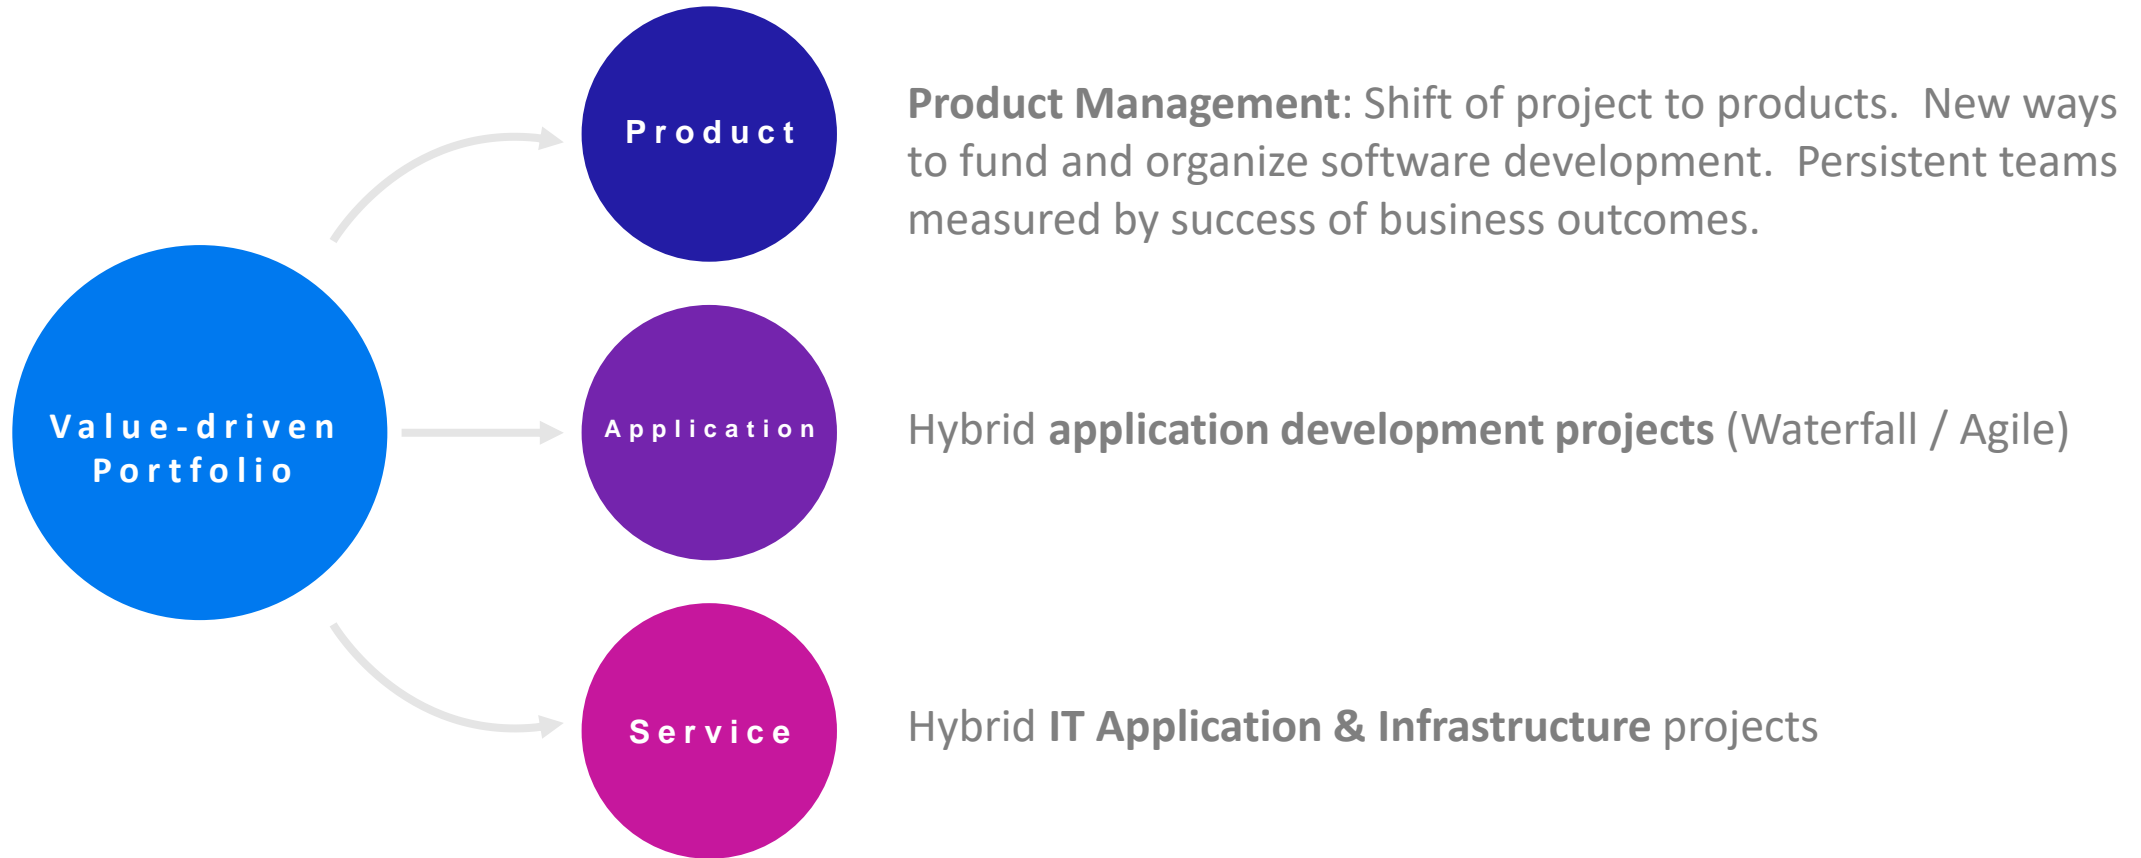 Product
Product Management: Shift of project to products.  New ways
to fund and organize software development.  Persistent teams
measured by success of business outcomes.
Value-driven
Portfolio
Application
Hybrid application development projects (Waterfall / Agile)
Service
Hybrid IT Application & Infrastructure projects